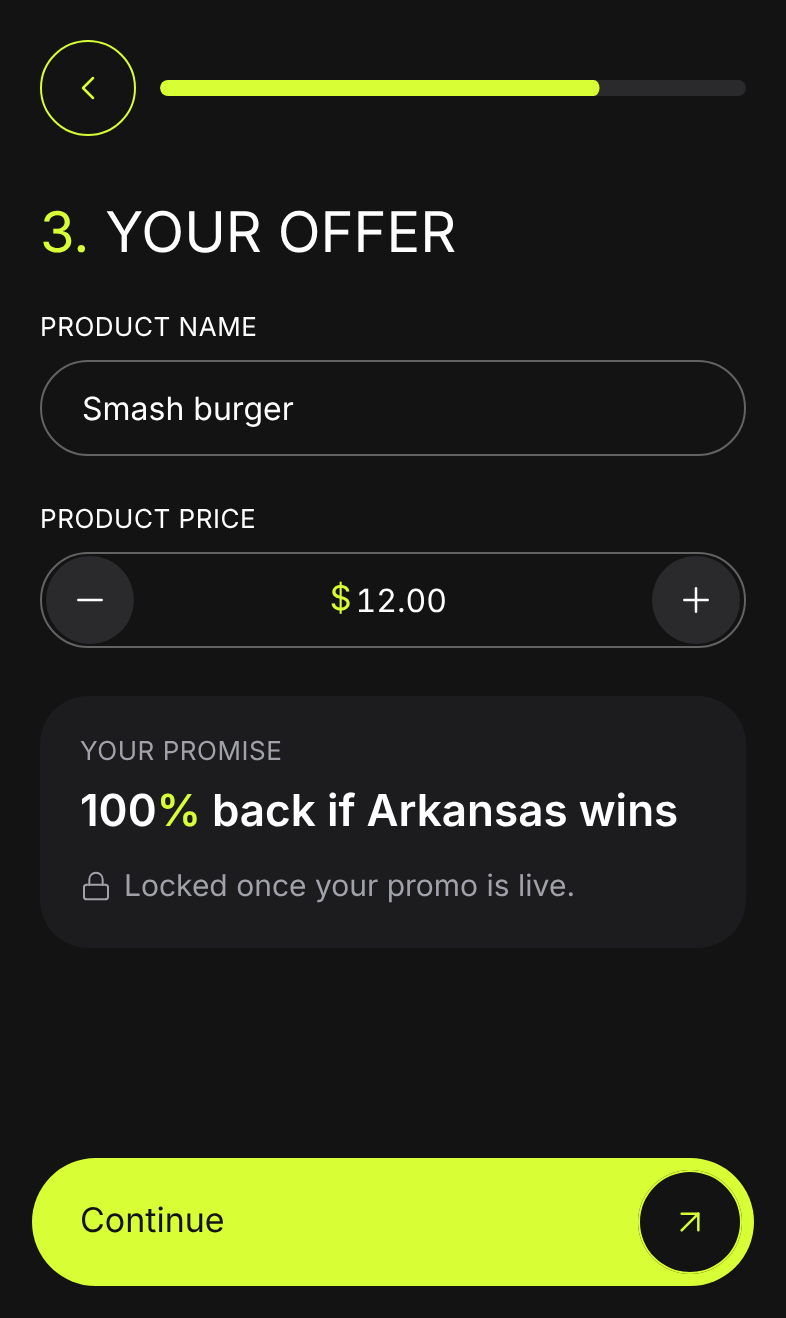 3. YOUR OFFER
PRODUCT NAME
Smash burger
PRODUCT PRICE
$12.00
YOUR PROMISE
100% back if Arkansas wins
Locked once your promo is live.
Continue